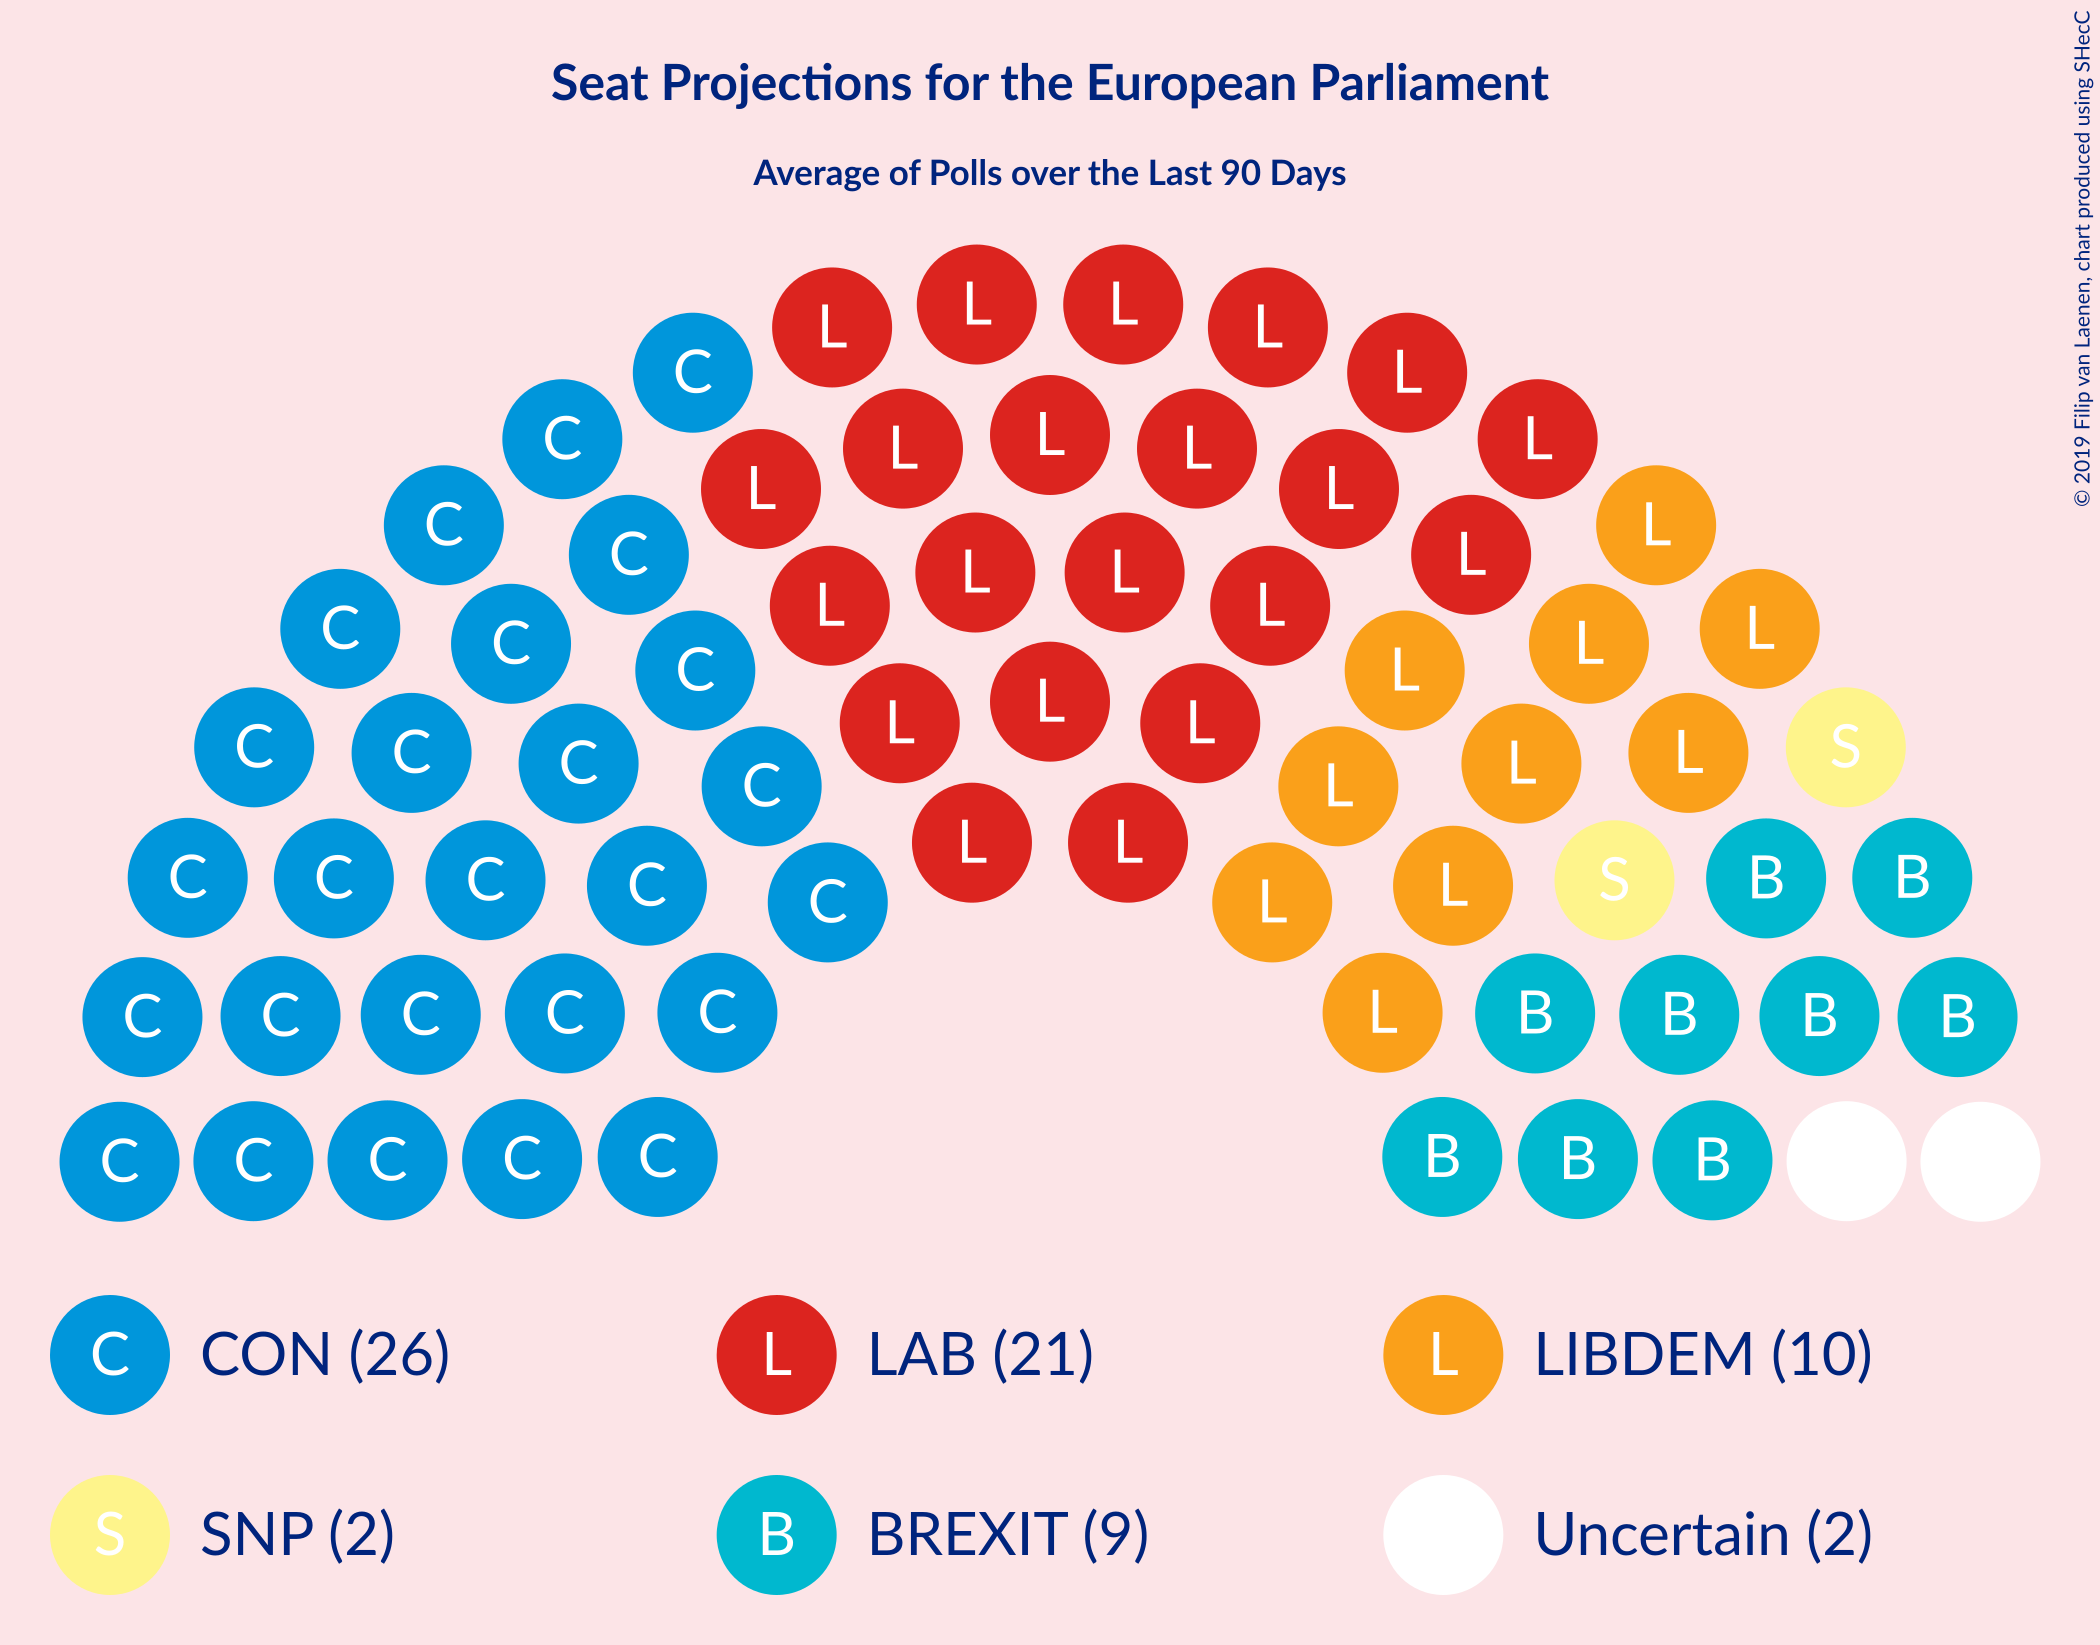 Seat Projections for the European Parliament
Average of Polls over the Last 90 Days
© 2019 Filip van Laenen, chart produced using SHecC
L L L L
C L
C L L L L L
C L L
C L L L L L
C C L L
C C L L L L
C C L L S
C L L L
C C C C L S B B
C L L L
C C C C C L B B B B
C C C C C B B B
C CON (26) L LAB (21) L LIBDEM (10)
S SNP (2) B BREXIT (9) Uncertain (2)